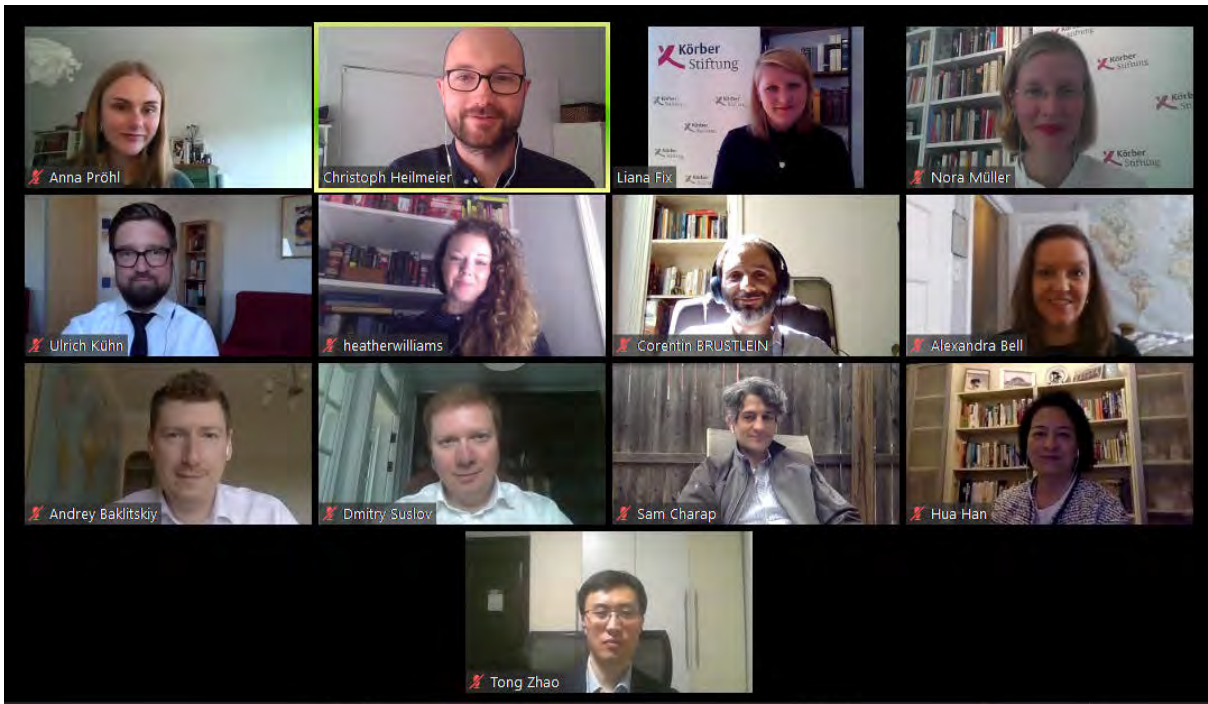 Anna Pröhl
Christoph Heilmeier
Körber
Stiftung
Liana Fix
Körber
Stiftung
Nora Müller
Ulrich Kühn
heatherwilliams
Corentin BRUSTLEIN
Alexandra Bell
Andrey Baklitskiy
Dmitry Suslov
Sam Charap
Hua Han
Tong Zhao